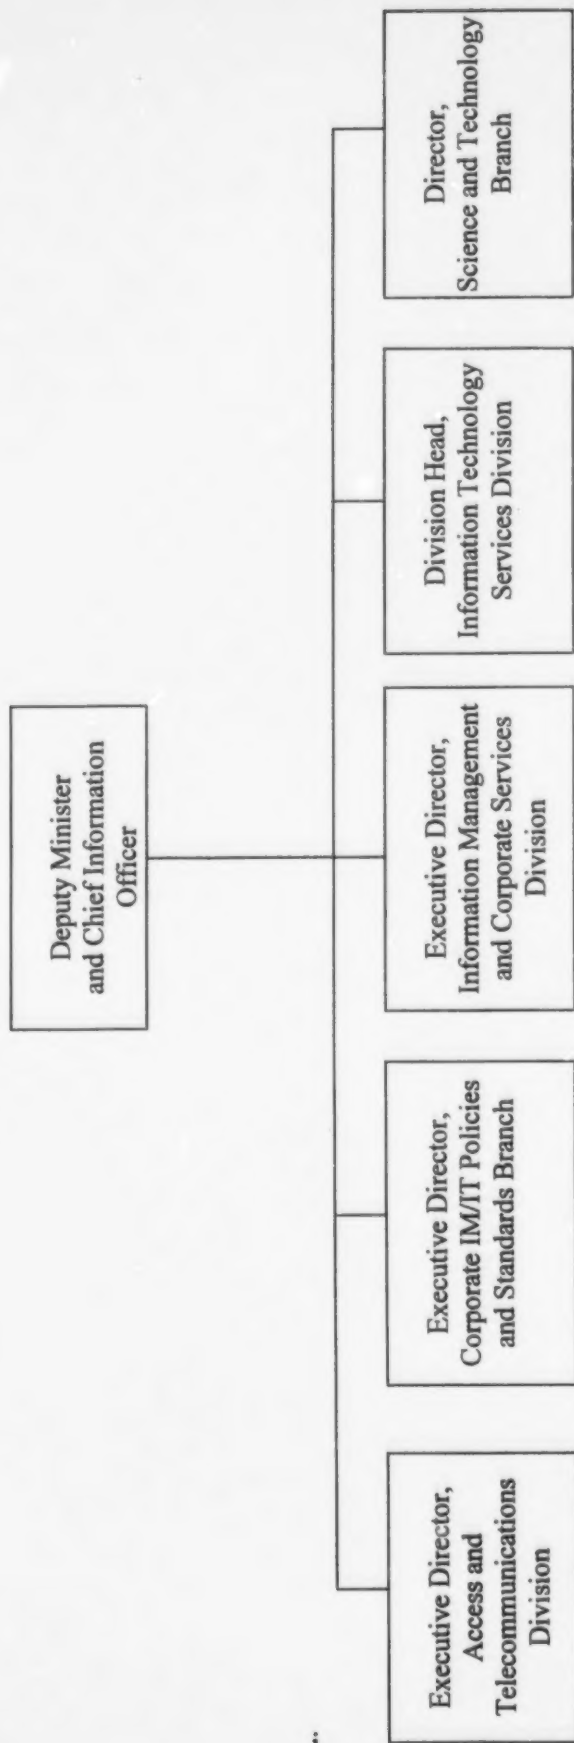 Deputy Minister
and Chief Information
Officer
Executive Director,
Access and
Telecommunications
Division
Executive Director,
Corporate IM/IT Policies
and Standards Branch
Executive Director,
Information Management
and Corporate Services
Division
Division Head,
Information Technology
Services Division
Director,
Science and Technology
Branch